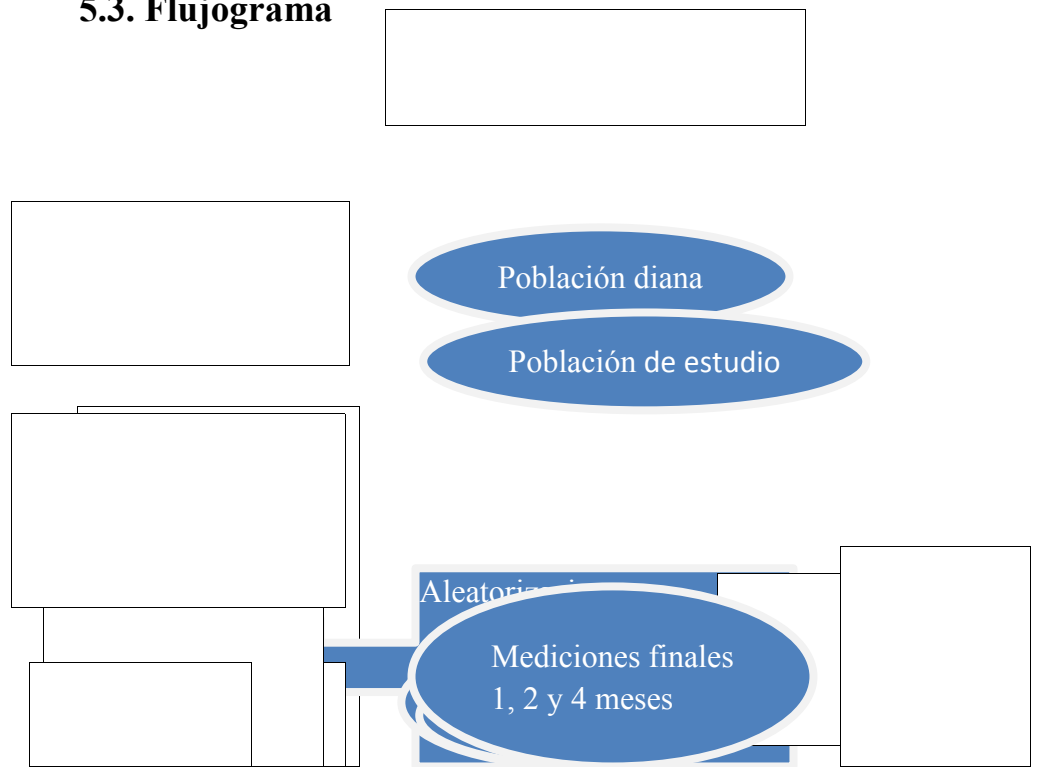 5.3. Flujograma
Población diana
Población de estudio
Mediciones finales
1, 2 y 4 meses